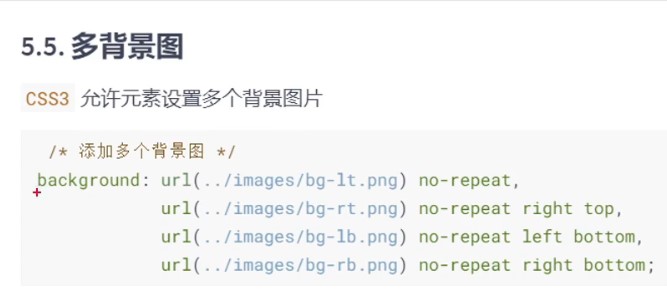 5.5. 多背景图
CSS3 允许元素设置多个背景图片
/* 添加多个背景图 */
background: url(../images/bg-lt.png) no-repeat,
url(../images/bg-rt.png) no-repeat right top,
url(../images/bg-lb.png) no-repeat left bottom,
url(../images/bg-rb.png) no-repeat right bottom;